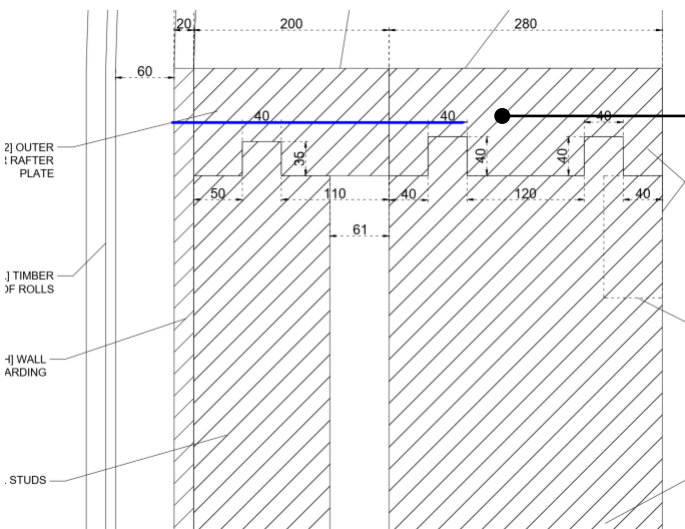 20 200 280
60
40 40 40
2] OUTER
RAFTER
PLATE
35 40 40
50 110 40 120 40
61
] TIMBER
OF ROLLS
H] WALL
ARDING
. STUDS